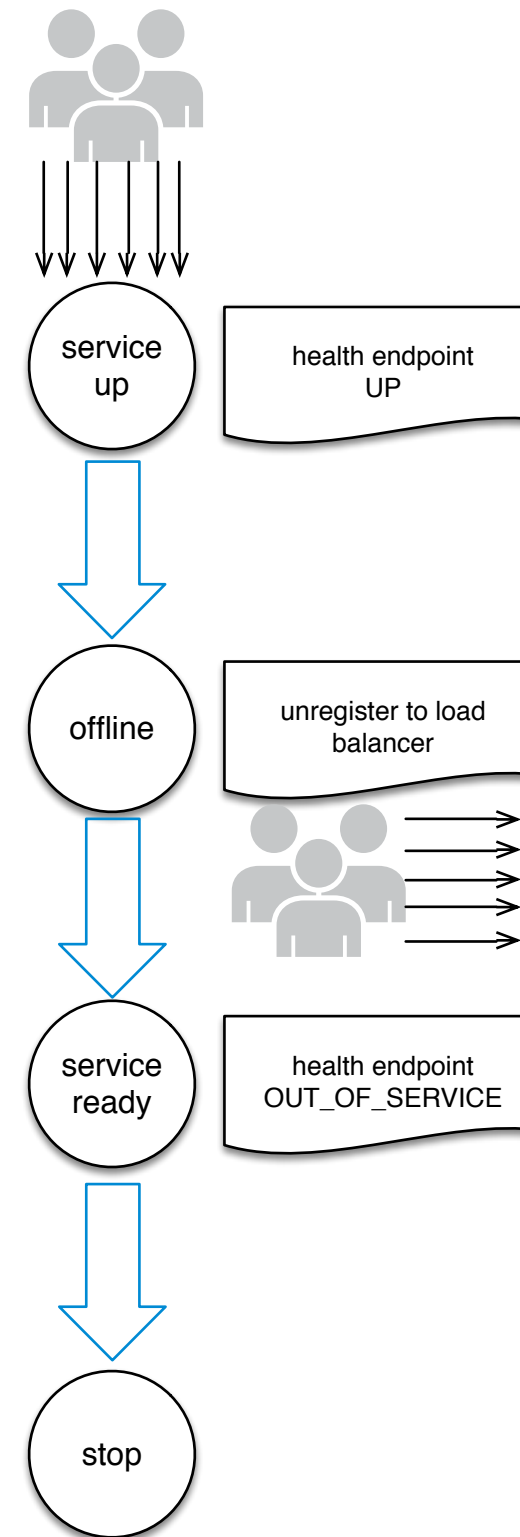 service
up
health endpoint
UP
offline
unregister to load
balancer
service
ready
health endpoint
OUT_OF_SERVICE
stop